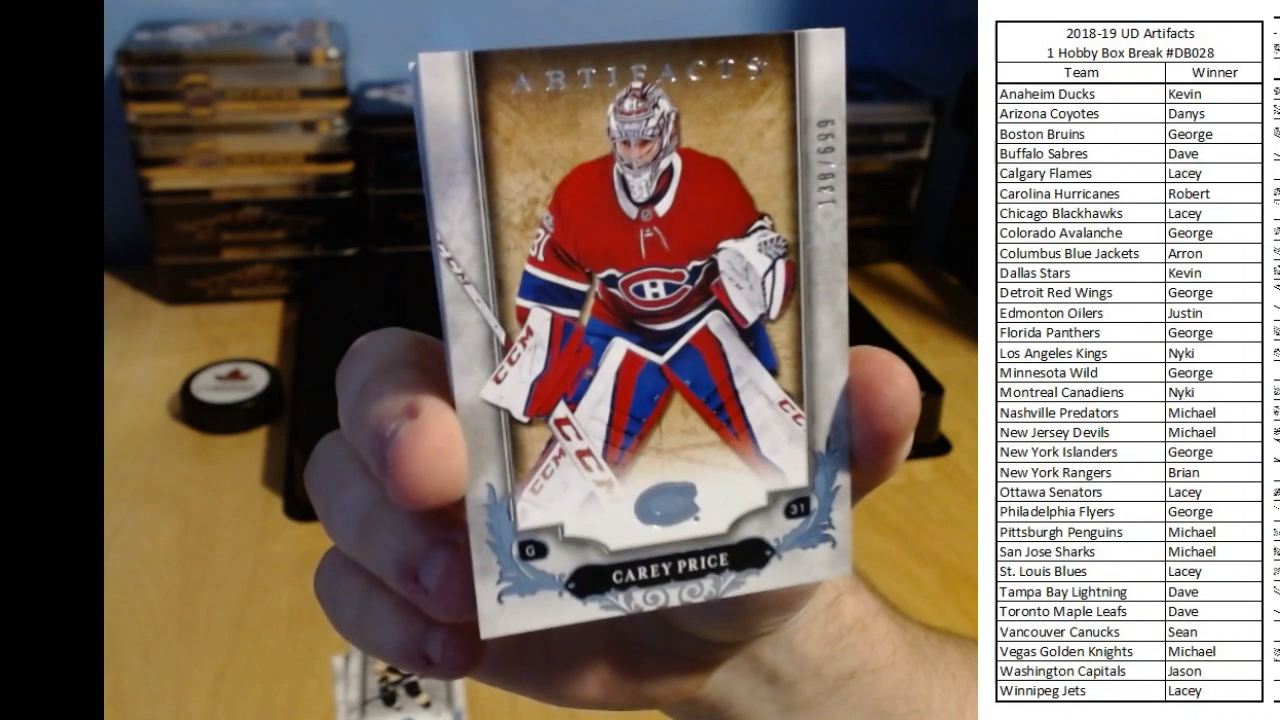 ARTIFACTS
138/699
31
CCM
CCM
CCM
CCM
CC
31
G
CAREY PRICE
2018-19 UD Artifacts
1 Hobby Box Break #DB028
Team Winner
Anaheim Ducks Kevin
Arizona Coyotes Danys
Boston Bruins George
Buffalo Sabres Dave
Calgary Flames Lacey
Carolina Hurricanes Robert
Chicago Blackhawks Lacey
Colorado Avalanche George
Columbus Blue Jackets Arron
Dallas Stars Kevin
Detroit Red Wings George
Edmonton Oilers Justin
Florida Panthers George
Los Angeles Kings Nyki
Minnesota Wild George
Montreal Canadiens Nyki
Nashville Predators Michael
New Jersey Devils Michael
New York Islanders George
New York Rangers Brian
Ottawa Senators Lacey
Philadelphia Flyers George
Pittsburgh Penguins Michael
San Jose Sharks Michael
St. Louis Blues Lacey
Tampa Bay Lightning Dave
Toronto Maple Leafs Dave
Vancouver Canucks Sean
Vegas Golden Knights Michael
Washington Capitals Jason
Winnipeg Jets Lacey